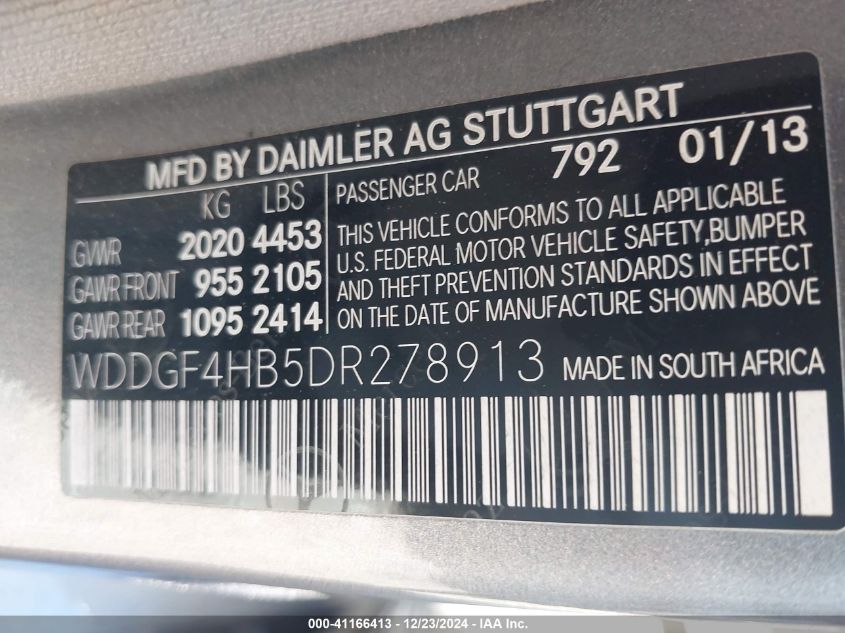 MFD BY DAIMLER AG STUTTGART
KG LBS
GVWR 2020 4453
GAWR FRONT 955 2105
GAWR REAR 1095 2414
PASSENGER CAR 792 01/13
THIS VEHICLE CONFORMS TO ALL APPLICABLE
U.S. FEDERAL MOTOR VEHICLE SAFETY,BUMPER
AND THEFT PREVENTION STANDARDS IN EFFECT
ON THE DATE OF MANUFACTURE SHOWN ABOVE
WDDGF4HB5DR278913 MADE IN SOUTH AFRICA
000-41166413 - 12/23/2024 - IAA Inc.